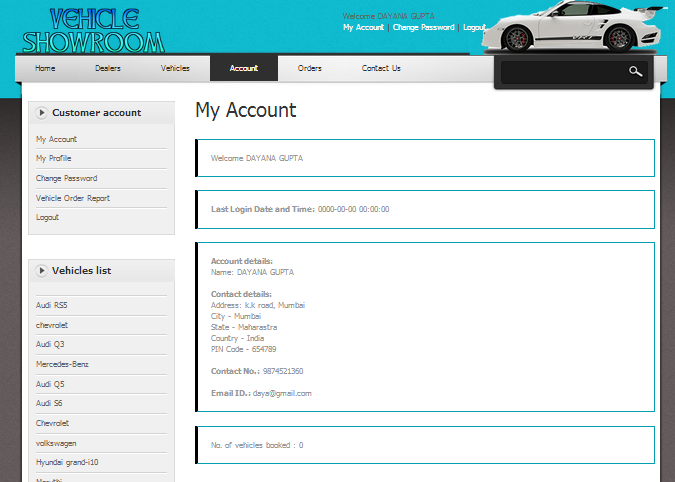 VEHICLE
SHOWROOM
Welcome DAYANA GUPTA
My Account | Change Password | Logout
Home Dealers Vehicles Account Orders Contact Us
Customer account
My Account
My Profile
Change Password
Vehicle Order Report
Logout
Vehicles list
Audi RS5
chevrolet
Audi Q3
Mercedes-Benz
Audi Q5
Audi S6
Chevrolet
volkswagen
Hyundai grand-i10
My Account
Welcome DAYANA GUPTA
Last Login Date and Time: 0000-00-00 00:00:00
Account details:
Name: DAYANA GUPTA
Contact details:
Address: k.k road, Mumbai
City - Mumbai
State - Maharastra
Country - India
PIN Code - 654789
Contact No.: 9874521360
Email ID.: daya@gmail.com
No. of vehicles booked : 0